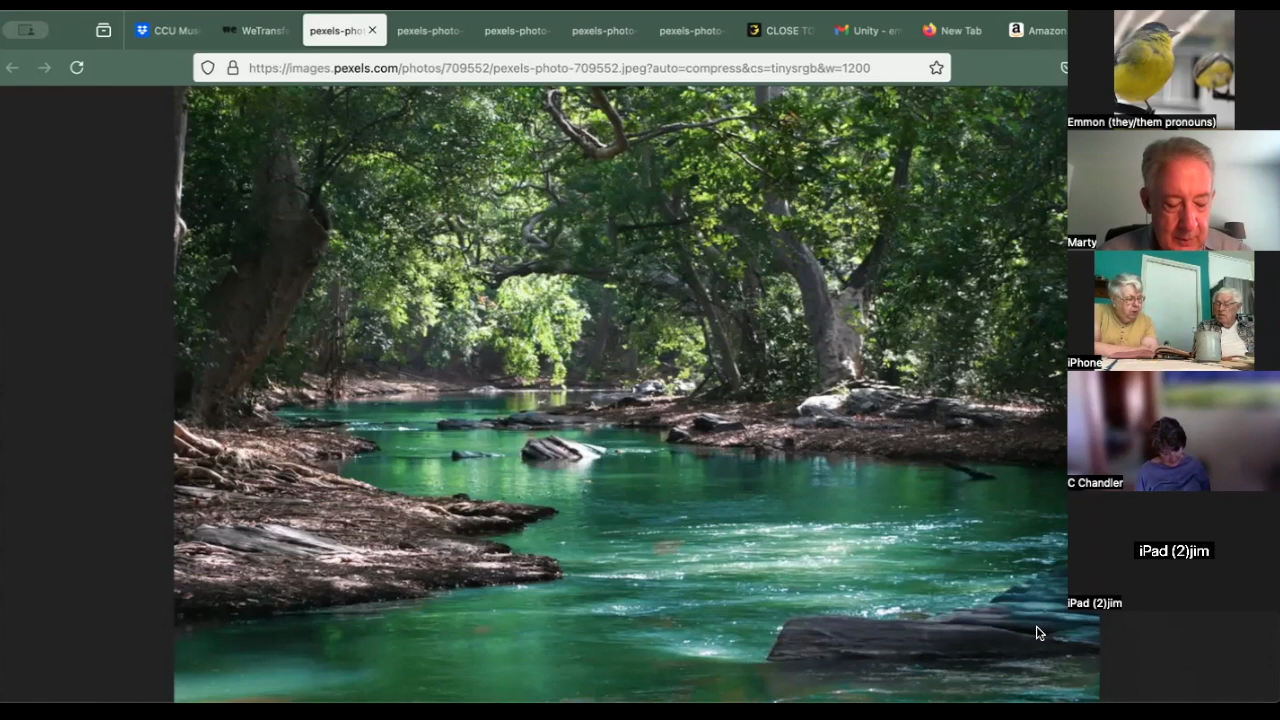 CCU Mus
WeTransfe
pexels-pho
pexels-photo-
pexels-photo-
pexels-photo-
pexels-photo-
CLOSE TO
Unity - em
New Tab
Amazon
https://images.pexels.com/photos/709552/pexels-photo-709552.jpeg?auto=compress&cs=tinysrgb&w=1200
Emmon (they/them pronouns)
Marty
iPhone
C Chandler
iPad (2)jim
iPad (2)jim